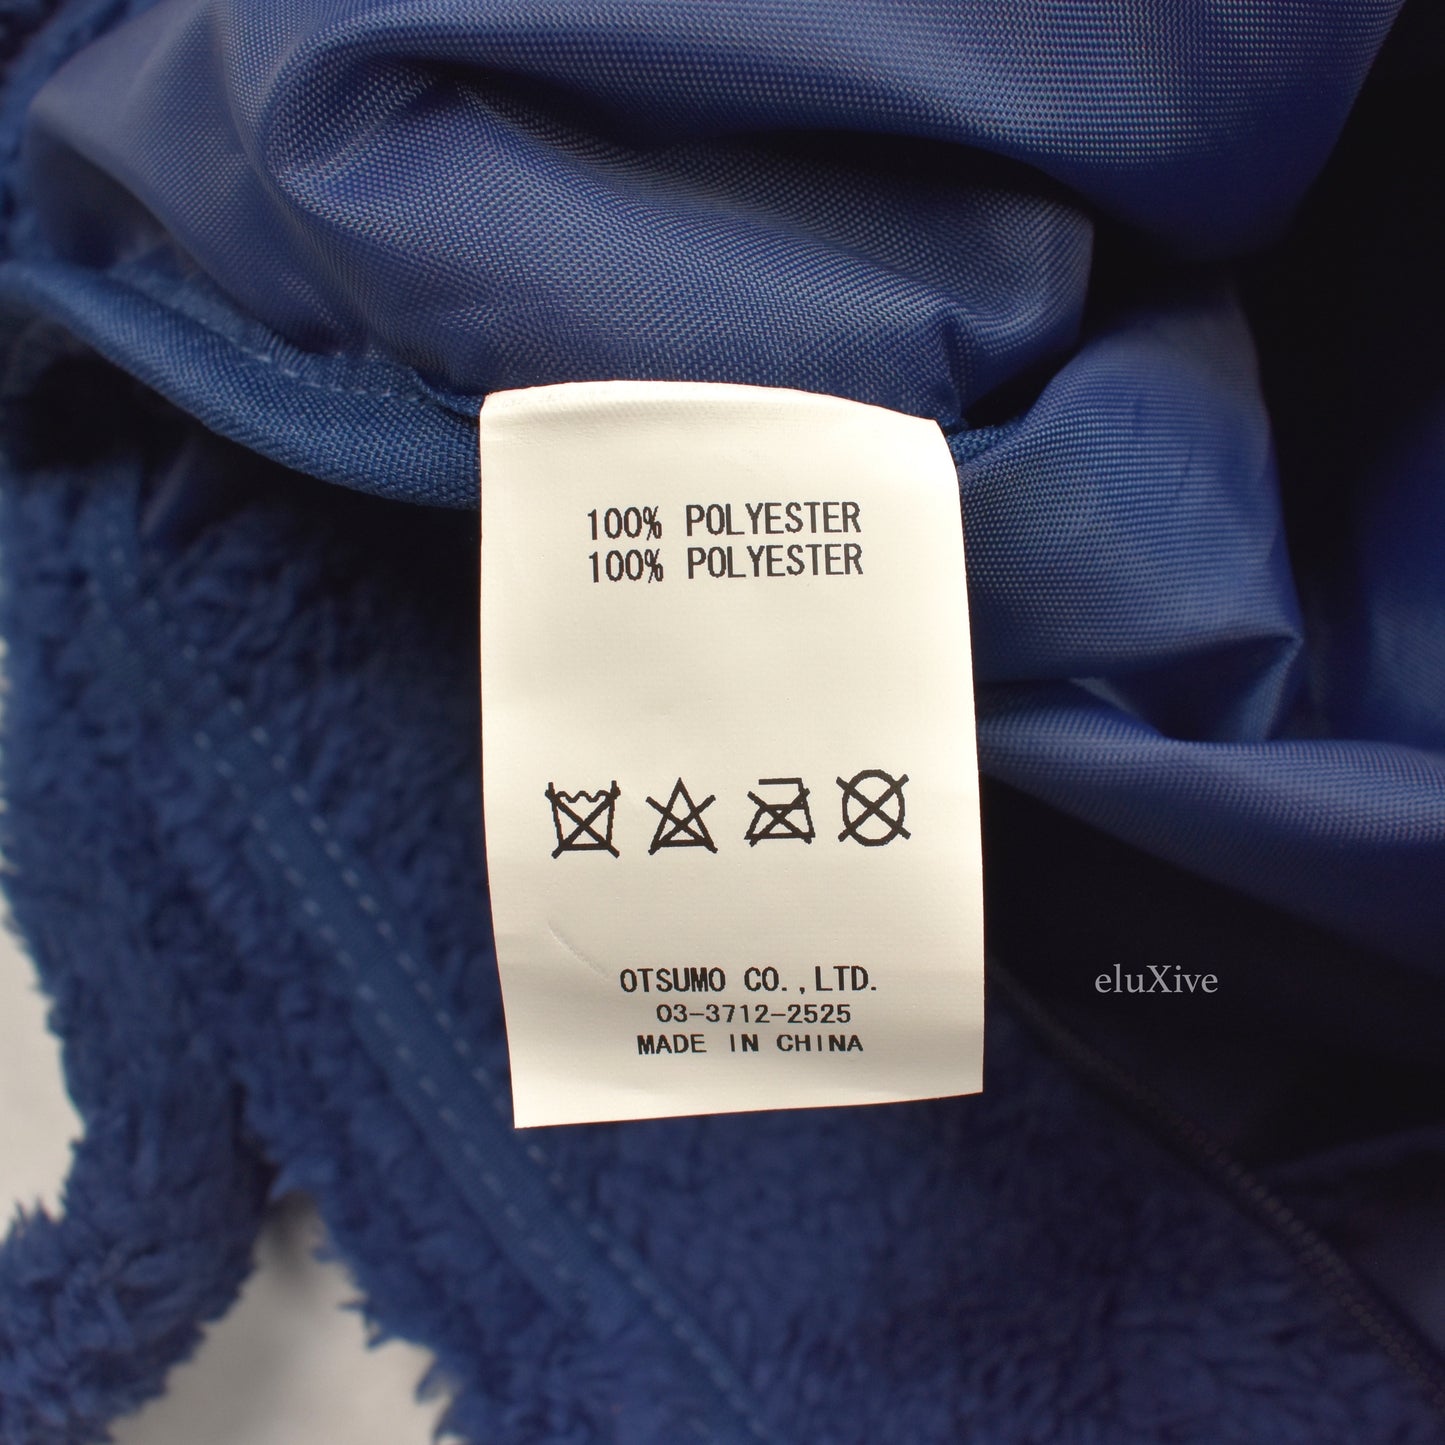 100% POLYESTER
100% POLYESTER
OTSUMO CO.,LTD.
03-3712-2525
MADE IN CHINA
eluXive